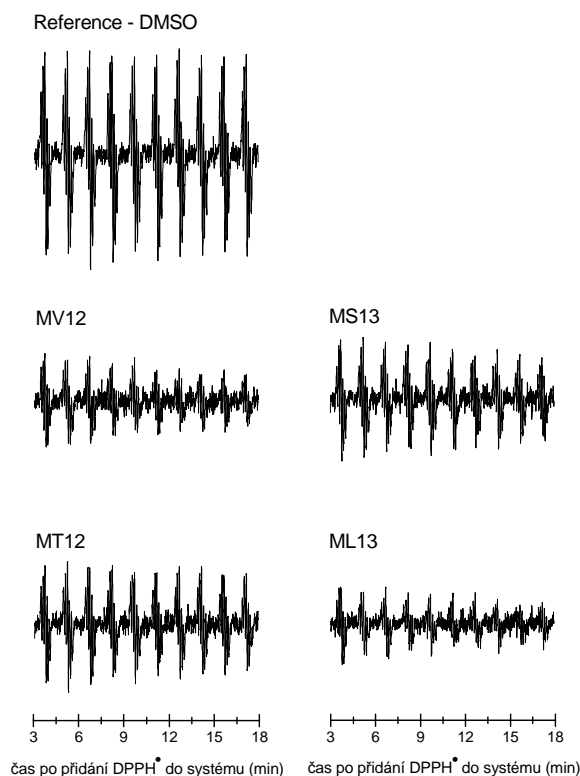 Reference - DMSO
MV12
MS13
MT12
ML13
3 6 9 12 15 18
3 6 9 12 15 18
čas po přidání DPPH• do systému (min)
čas po přidání DPPH• do systému (min)